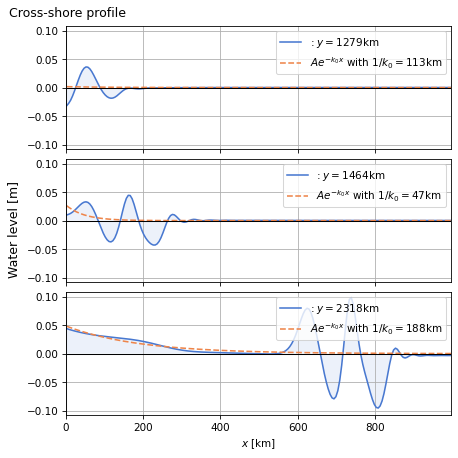 Cross-shore profile
0.10
0.05
0.00
−0.05
−0.10
: y = 1279km
Ae^{−k₀x} with 1/k₀ = 113km
Water level [m]
0.10
0.05
0.00
−0.05
−0.10
: y = 1464km
Ae^{−k₀x} with 1/k₀ = 47km
0.10
0.05
0.00
−0.05
−0.10
: y = 2318km
Ae^{−k₀x} with 1/k₀ = 188km
0 200 400 600 800
x [km]